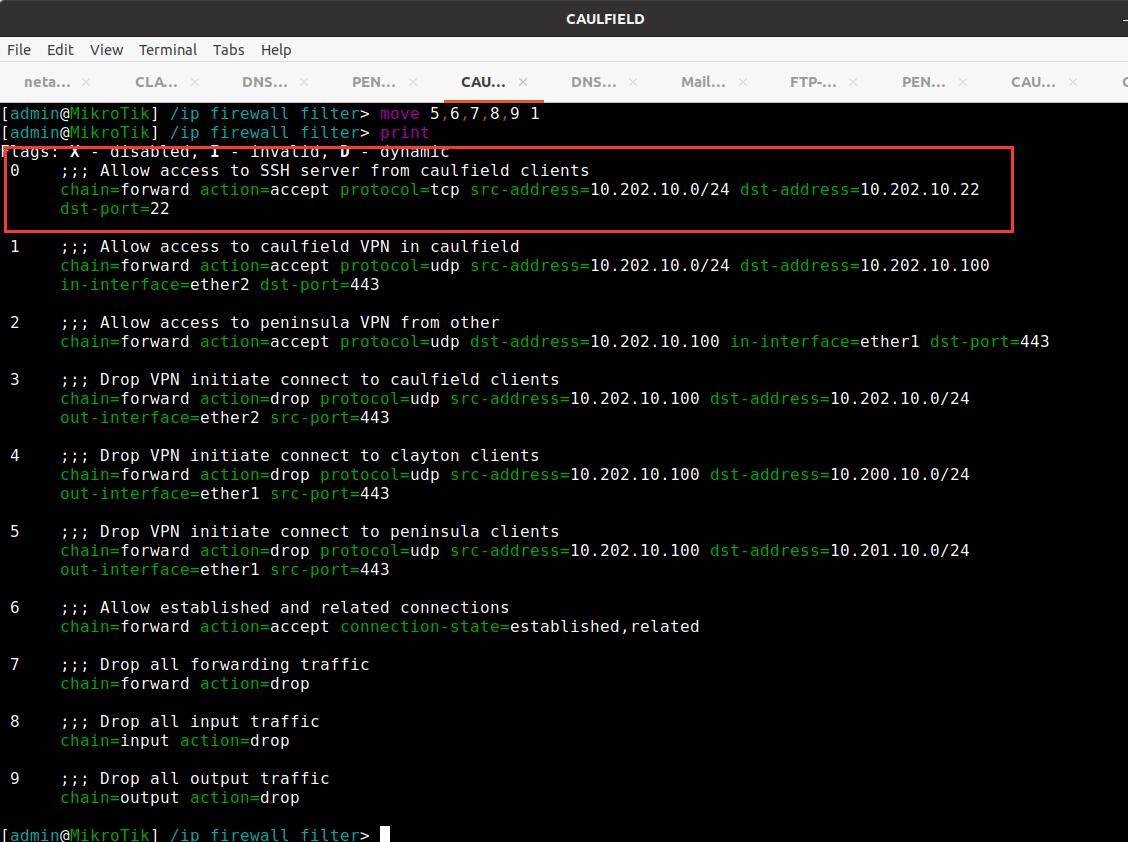 CAULFIELD
File Edit View Terminal Tabs Help
neta... × CLA... × DNS... × PEN... × CAU... × DNS... × Mail... × FTP-... × PEN... × CAU... ×
[admin@MikroTik] /ip firewall filter> move 5,6,7,8,9 1
[admin@MikroTik] /ip firewall filter> print
Flags: X - disabled, I - invalid, D - dynamic
0 ;;; Allow access to SSH server from caulfield clients
chain=forward action=accept protocol=tcp src-address=10.202.10.0/24 dst-address=10.202.10.22
dst-port=22
1 ;;; Allow access to caulfield VPN in caulfield
chain=forward action=accept protocol=udp src-address=10.202.10.0/24 dst-address=10.202.10.100
in-interface=ether2 dst-port=443
2 ;;; Allow access to peninsula VPN from other
chain=forward action=accept protocol=udp dst-address=10.202.10.100 in-interface=ether1 dst-port=443
3 ;;; Drop VPN initiate connect to caulfield clients
chain=forward action=drop protocol=udp src-address=10.202.10.100 dst-address=10.202.10.0/24
out-interface=ether2 src-port=443
4 ;;; Drop VPN initiate connect to clayton clients
chain=forward action=drop protocol=udp src-address=10.202.10.100 dst-address=10.200.10.0/24
out-interface=ether1 src-port=443
5 ;;; Drop VPN initiate connect to peninsula clients
chain=forward action=drop protocol=udp src-address=10.202.10.100 dst-address=10.201.10.0/24
out-interface=ether1 src-port=443
6 ;;; Allow established and related connections
chain=forward action=accept connection-state=established,related
7 ;;; Drop all forwarding traffic
chain=forward action=drop
8 ;;; Drop all input traffic
chain=input action=drop
9 ;;; Drop all output traffic
chain=output action=drop
[admin@MikroTik] /ip firewall filter>